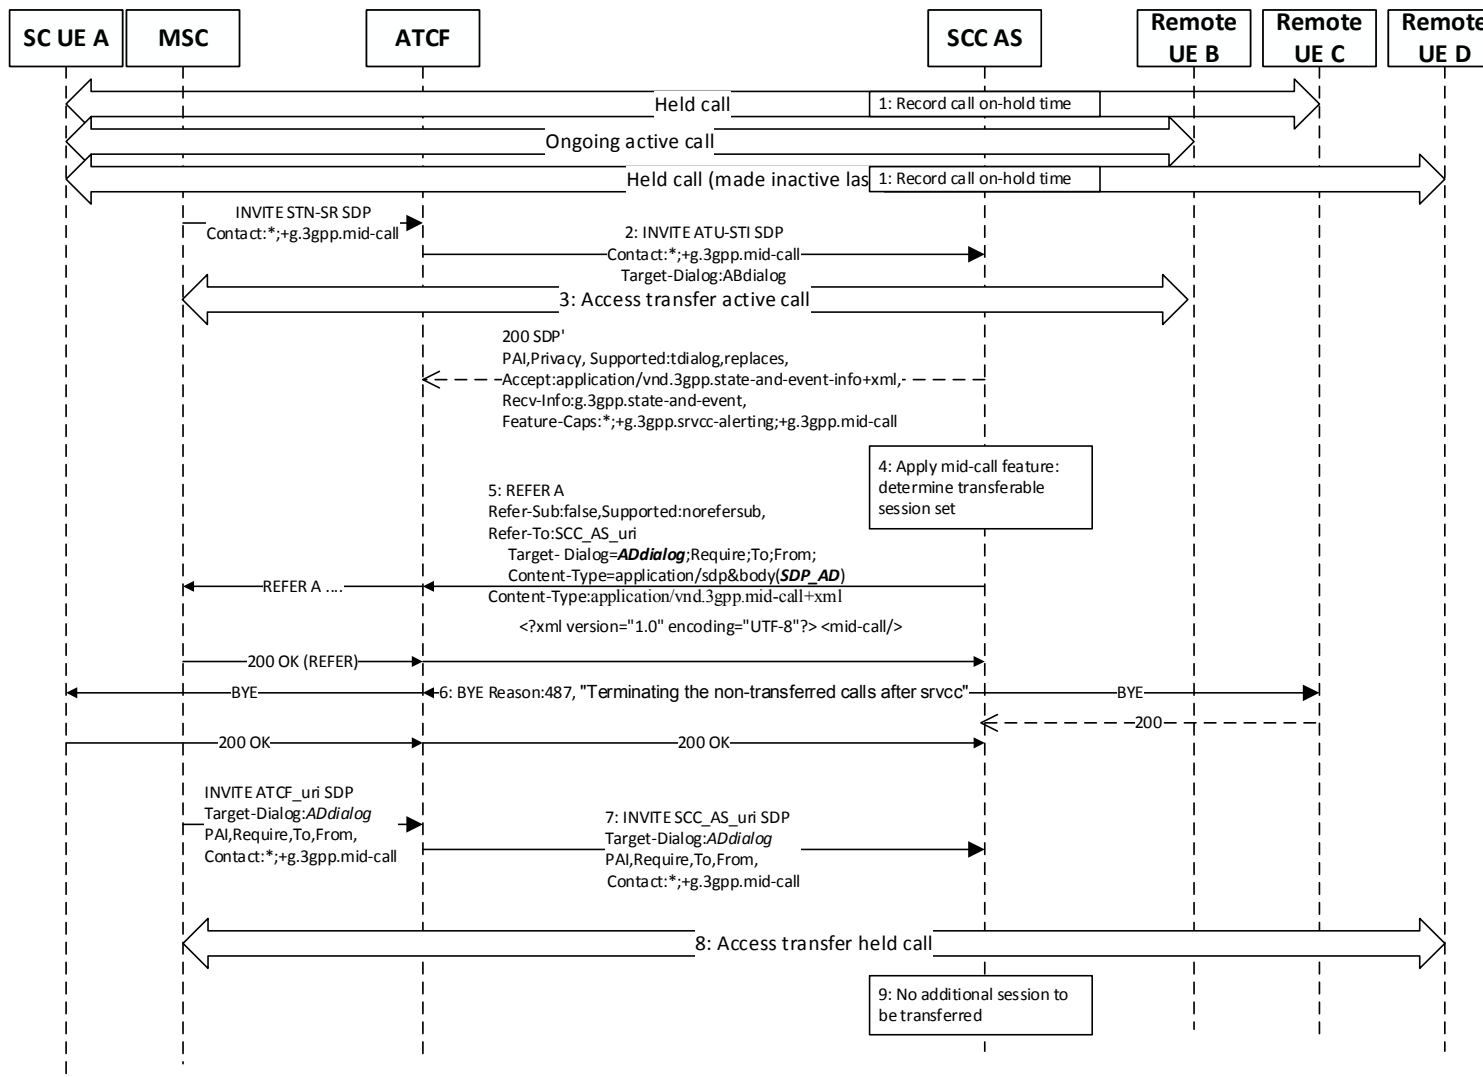 SC UE A
MSC
ATCF
SCC AS
Remote
UE B
Remote
UE C
Remote
UE D
Held call
1: Record call on-hold time
Ongoing active call
Held call (made inactive las
1: Record call on-hold time
INVITE STN-SR SDP
Contact:*;+g.3gpp.mid-call
2: INVITE ATU-STI SDP
Contact:*;+g.3gpp.mid-call
Target-Dialog:ABdialog
3: Access transfer active call
200 SDP'
PAI,Privacy, Supported:tdialog,replaces,
Accept:application/vnd.3gpp.state-and-event-info+xml,
Recv-Info:g.3gpp.state-and-event,
Feature-Caps:*;+g.3gpp.srvcc-alerting;+g.3gpp.mid-call
4: Apply mid-call feature:
determine transferable
session set
5: REFER A
Refer-Sub:false,Supported:norefersub,
Refer-To:SCC_AS_uri
Target- Dialog=ADdialog;Require;To;From;
Content-Type=application/sdp&body(SDP_AD)
REFER A ....
Content-Type:application/vnd.3gpp.mid-call+xml
<?xml version="1.0" encoding="UTF-8"?> <mid-call/>
200 OK (REFER)
BYE
6: BYE Reason:487, "Terminating the non-transferred calls after srvcc"
BYE
200
200 OK
200 OK
INVITE ATCF_uri SDP
Target-Dialog:ADdialog
PAI,Require,To,From,
Contact:*;+g.3gpp.mid-call
7: INVITE SCC_AS_uri SDP
Target-Dialog:ADdialog
PAI,Require,To,From,
Contact:*;+g.3gpp.mid-call
8: Access transfer held call
9: No additional session to
be transferred